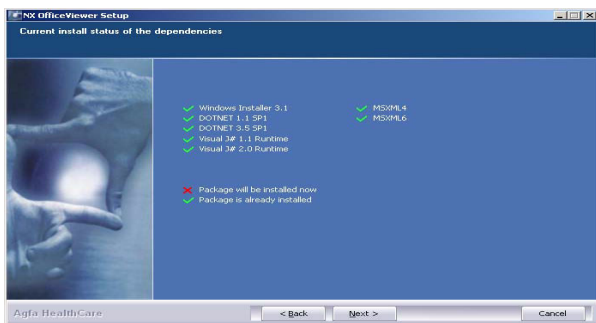 NX OfficeViewer Setup
Current install status of the dependencies
Windows Installer 3.1
DOTNET 1.1 SP1
DOTNET 3.5 SP1
Visual J# 1.1 Runtime
Visual J# 2.0 Runtime
MSXML4
MSXML6
Package will be installed now
Package is already installed
Agfa HealthCare
< Back
Next >
Cancel